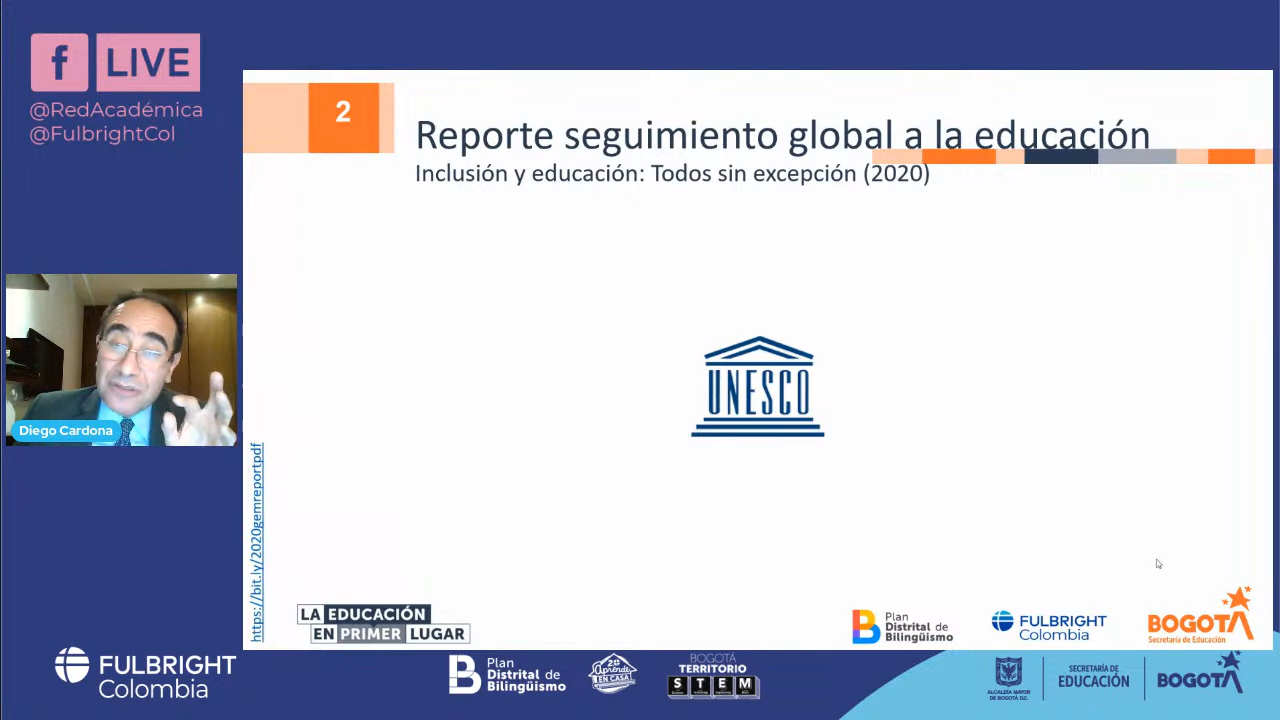 f LIVE
@RedAcadémica
@FulbrightCol
2
Reporte seguimiento global a la educación
Inclusión y educación: Todos sin excepción (2020)
UNESCO
Diego Cardona
https://bit.ly/2020gemreportpdf
LA EDUCACIÓN
EN PRIMER LUGAR
Plan
Distrital de
Bilingüismo
FULBRIGHT
Colombia
BOGOTÁ
Secretaría de Educación
FULBRIGHT
Colombia
Plan
Distrital de
Bilingüismo
Aprende
EN CASA
BOGOTÁ
TERRITORIO
STEM
ALCALDÍA MAYOR
DE BOGOTÁ D.C.
SECRETARÍA DE
EDUCACIÓN
BOGOTÁ